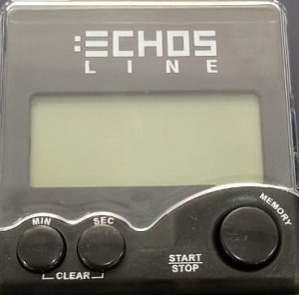 :ECHOS
LINE
MIN SEC MEMORY
CLEAR
START
STOP